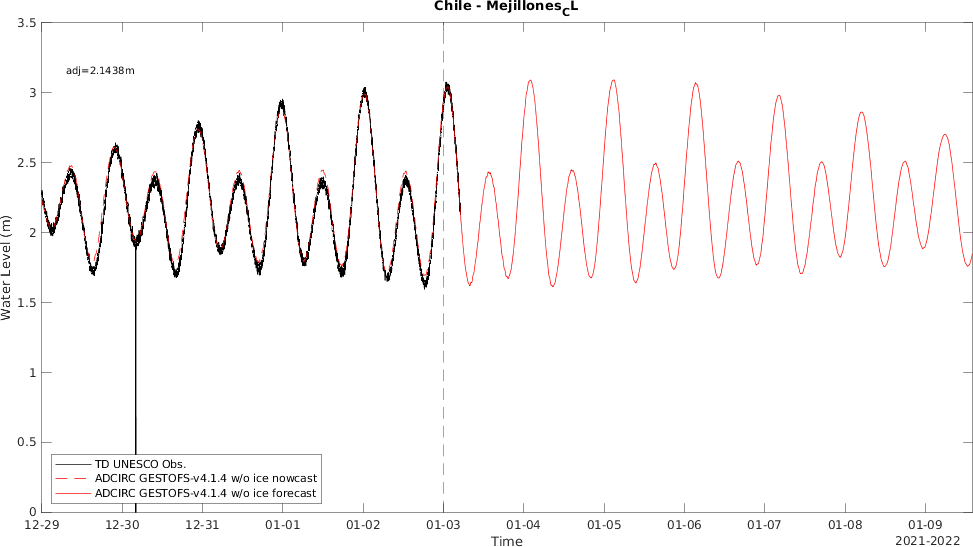 Chile - Mejillones_CL
3.5
adj=2.1438m
3
2.5
2
1.5
1
0.5
0
Water Level (m)
TD UNESCO Obs.
ADCIRC GESTOFS-v4.1.4 w/o ice nowcast
ADCIRC GESTOFS-v4.1.4 w/o ice forecast
12-29 12-30 12-31 01-01 01-02 01-03 01-04 01-05 01-06 01-07 01-08 01-09
Time
2021-2022